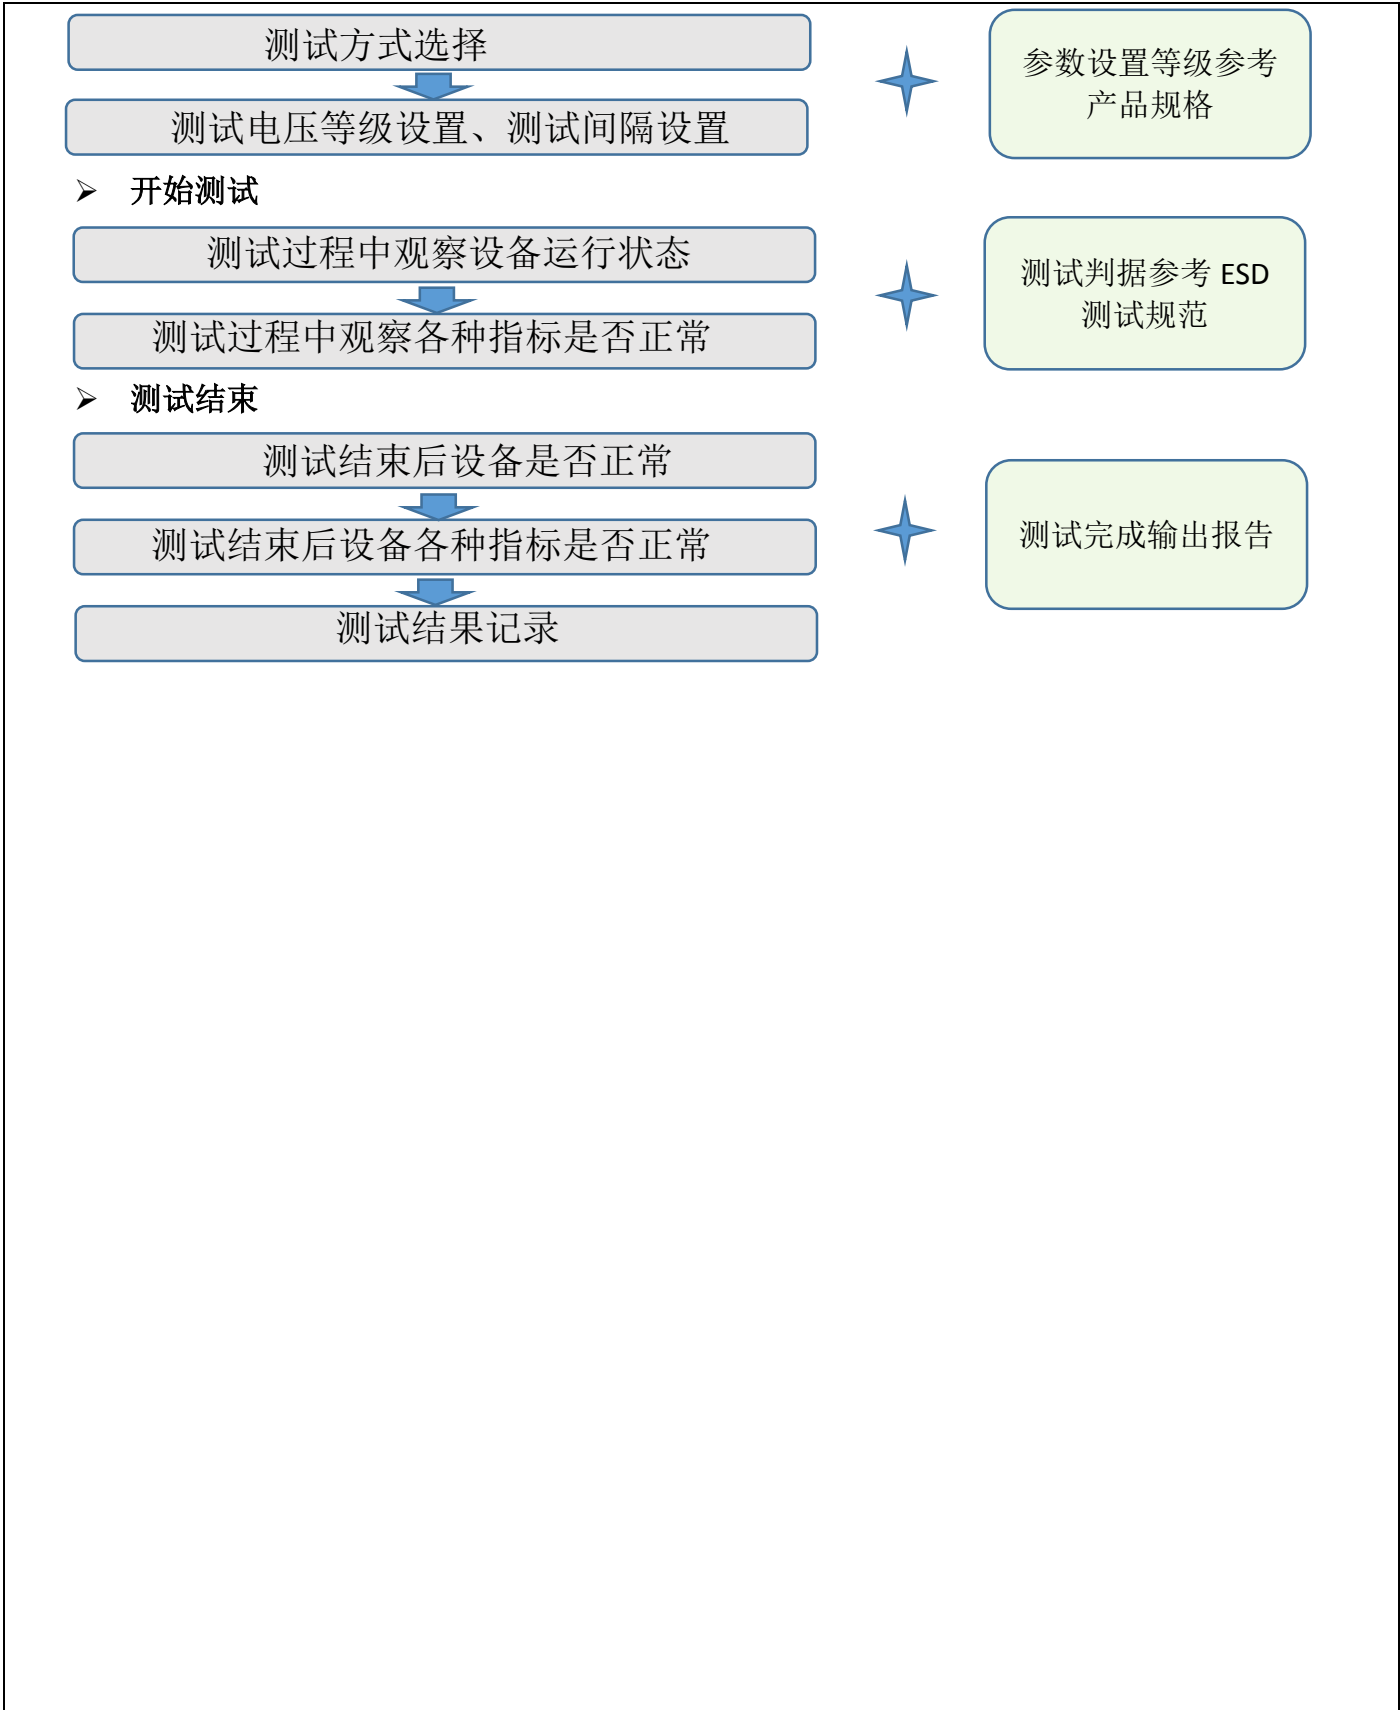 测试方式选择
参数设置等级参考
产品规格
测试电压等级设置、测试间隔设置
开始测试
测试过程中观察设备运行状态
测试判据参考 ESD
测试规范
测试过程中观察各种指标是否正常
测试结束
测试结束后设备是否正常
测试结束后设备各种指标是否正常
测试完成输出报告
测试结果记录